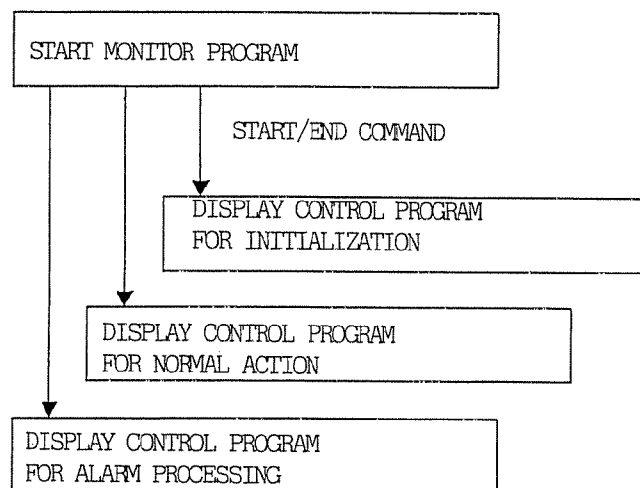 START MONITOR PROGRAM
START/END COMMAND
DISPLAY CONTROL PROGRAM
FOR INITIALIZATION
DISPLAY CONTROL PROGRAM
FOR NORMAL ACTION
DISPLAY CONTROL PROGRAM
FOR ALARM PROCESSING